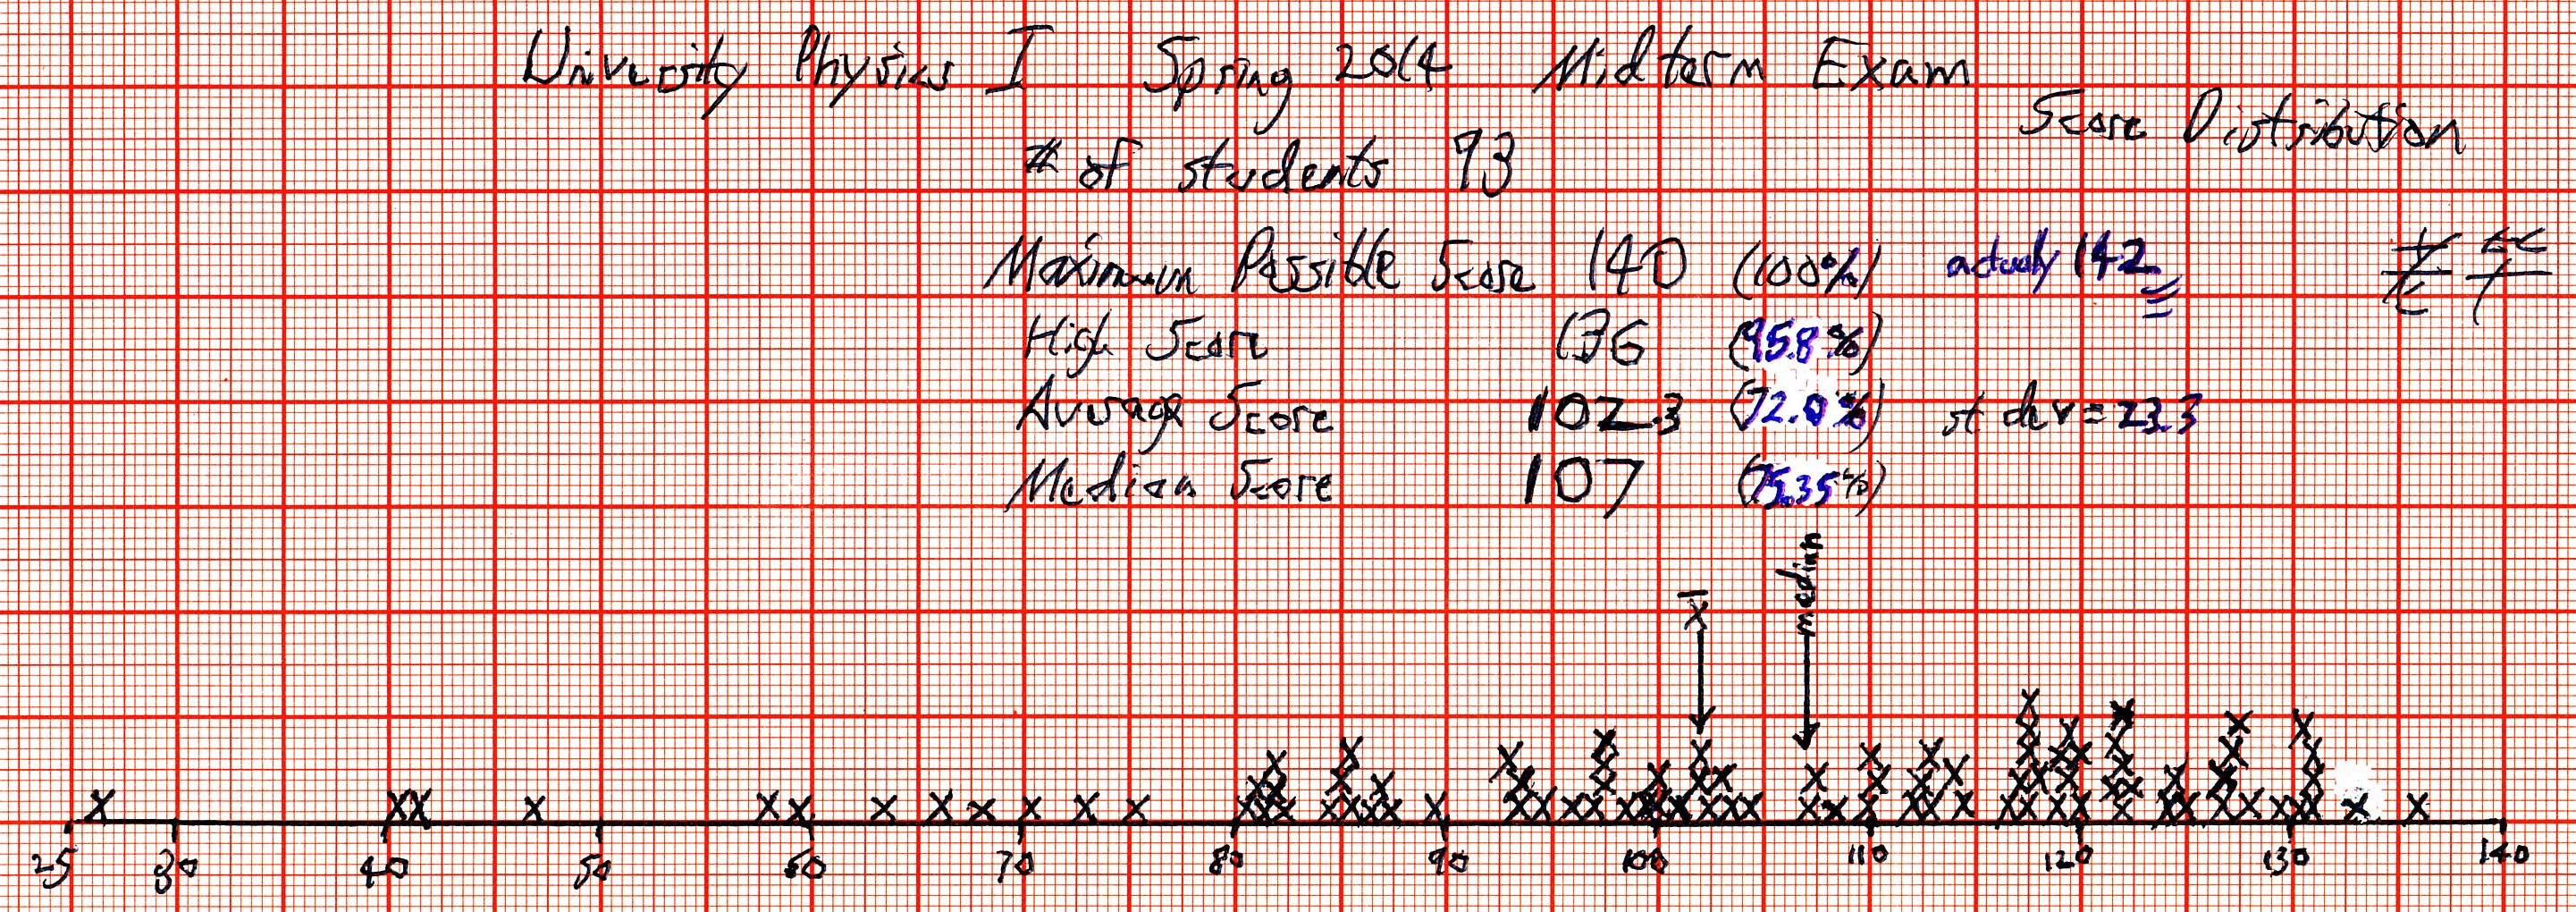 University Physics I Spring 2014 Midterm Exam
Score Distribution
# of students 93
Maximum Possible Score 140 (100%) actually 142
High Score 136 (95.8%)
Average Score 102.3 (72.0%) st dev = 23.3
Median Score 107 (75.35%)
x̄
median
25 30 40 50 60 70 80 90 100 110 120 130 140